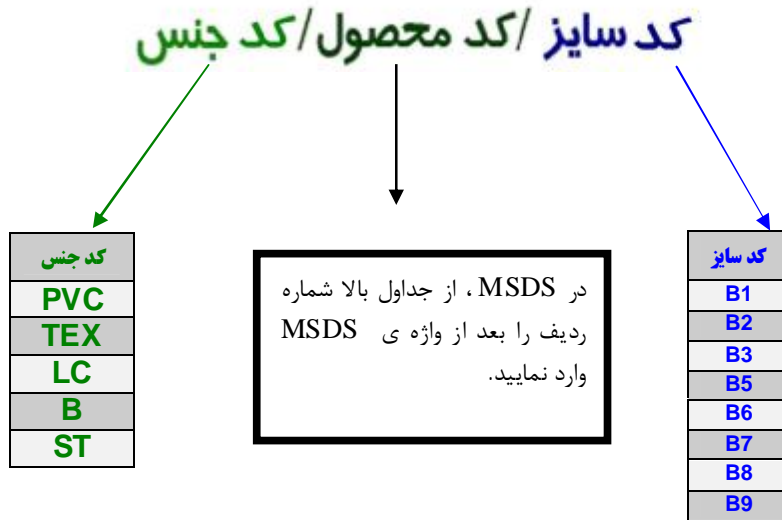 کد سایز /کد محصول/کد جنس
کد سایز
B1
B2
B3
B5
B6
B7
B8
B9
در MSDS ، از جداول بالا شماره
ردیف را بعد از واژه ی MSDS
وارد نمایید.
کد جنس
PVC
TEX
LC
B
ST